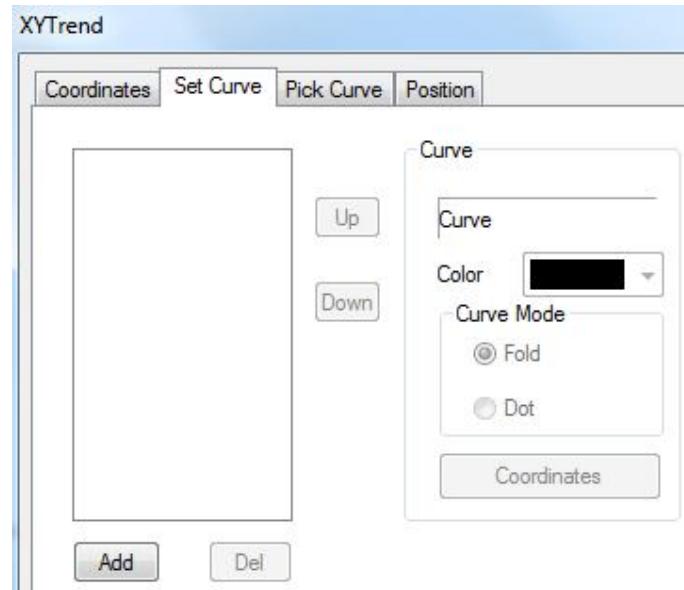 XYTrend
Coordinates Set Curve Pick Curve Position
Curve
Up
Curve
Color
Down
Curve Mode
Fold
Dot
Coordinates
Add Del